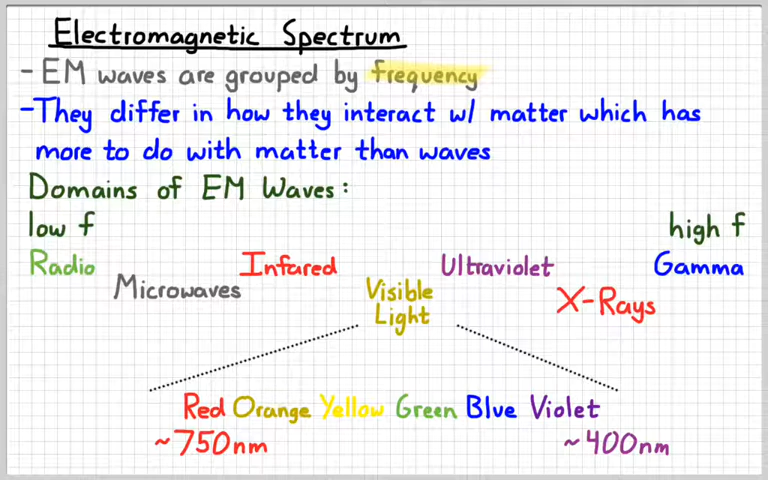 Electromagnetic Spectrum
- EM waves are grouped by frequency
-They differ in how they interact w/ matter which has
more to do with matter than waves
Domains of EM Waves:
low f high f
Radio Infared Ultraviolet Gamma
Microwaves Visible X-Rays
Light
Red Orange Yellow Green Blue Violet
~750nm ~400nm